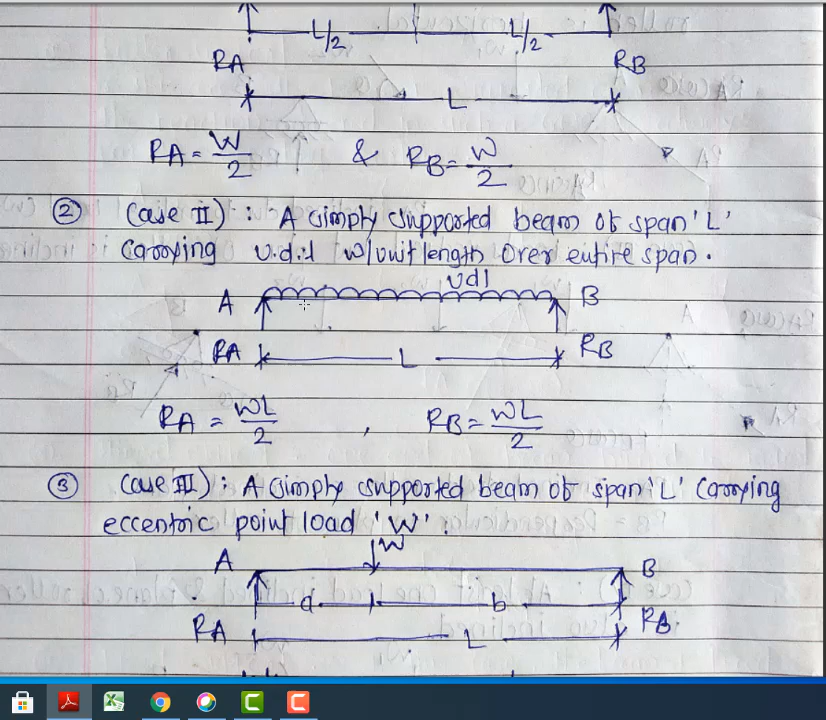 L/2 L/2
RA RB
L
RA = W/2 & RB = W/2
② Case II) : A simply supported beam of span 'L'
carrying u.d.l w/unit length over entire span.
udl
A B
RA L RB
RA = WL/2 , RB = WL/2
③ Case III) : A simply supported beam of span 'L' carrying
eccentric point load 'W'.
W
A B
a b
RA L RB